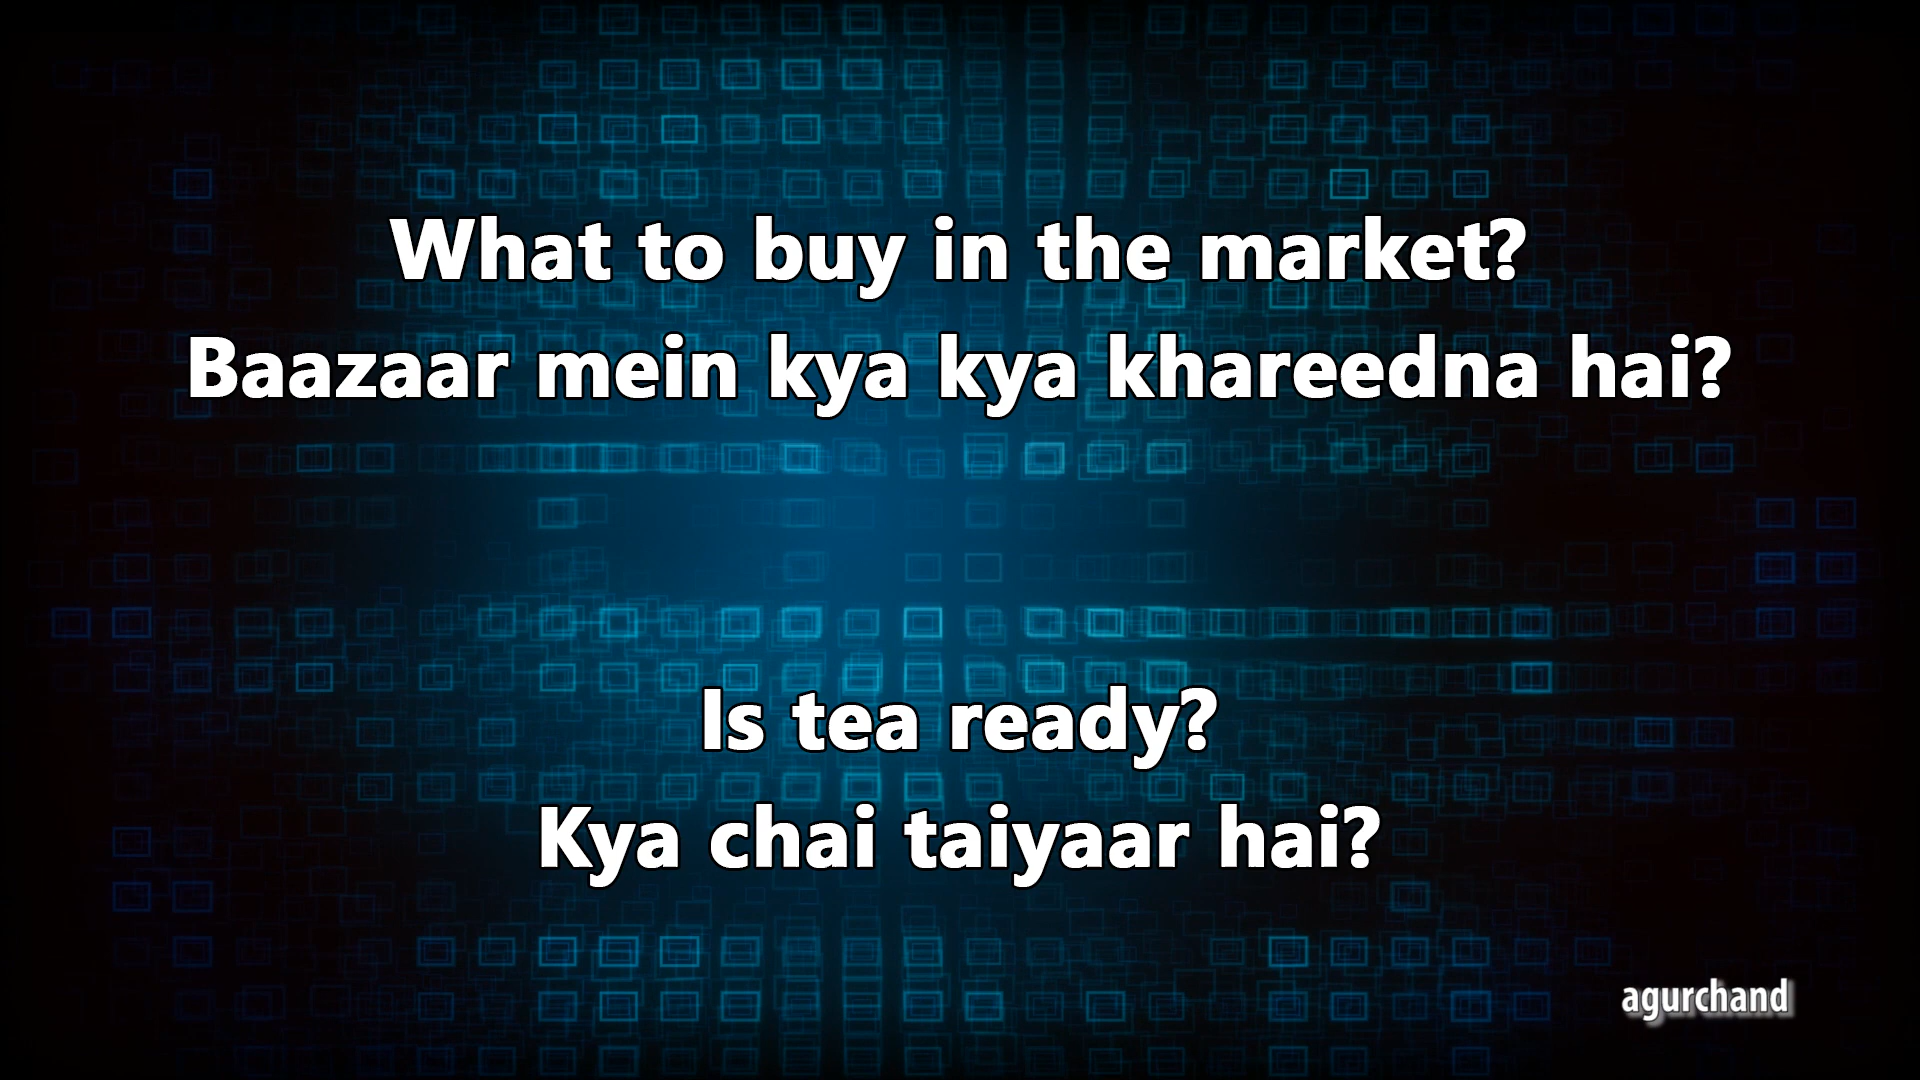 What to buy in the market?
Baazaar mein kya kya khareedna hai?
Is tea ready?
Kya chai taiyaar hai?
agurchand